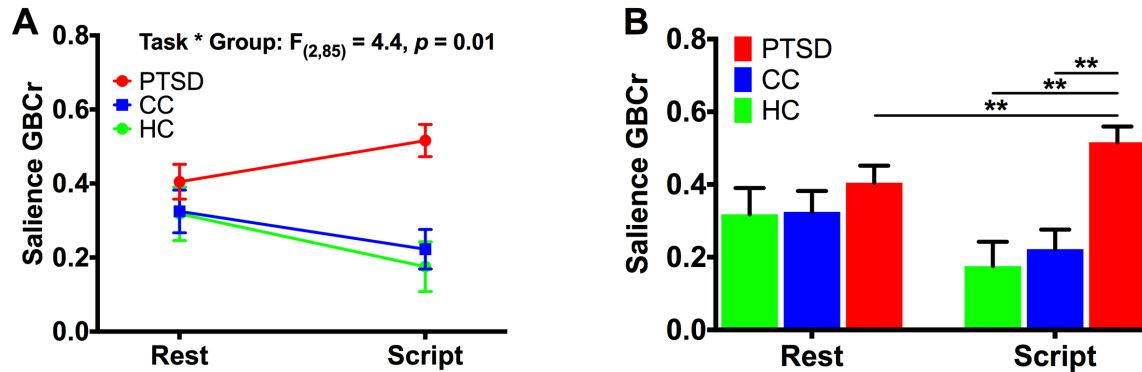 A
Task * Group: F(2,85) = 4.4, p = 0.01
PTSD
CC
HC
Salience GBCr
0.8
0.6
0.4
0.2
0.0
Rest
Script
B
PTSD
CC
HC
**
**
**
Salience GBCr
0.8
0.6
0.4
0.2
0.0
Rest
Script